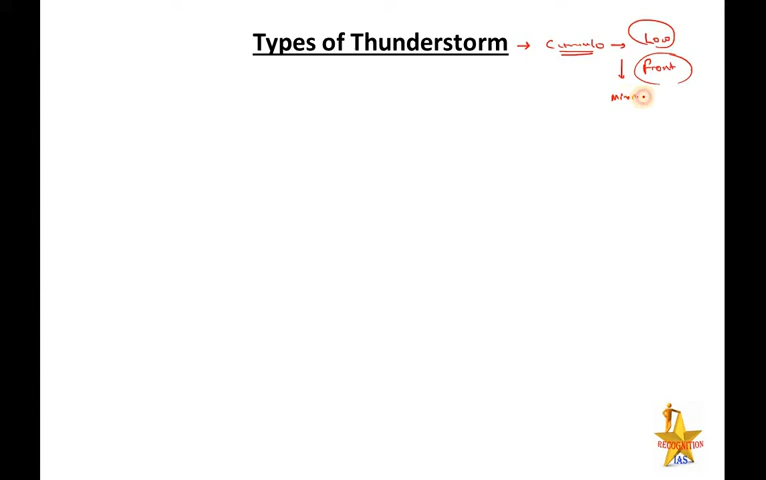 Types of Thunderstorm → Cumulo → Low
Front
RECOGNITION
IAS